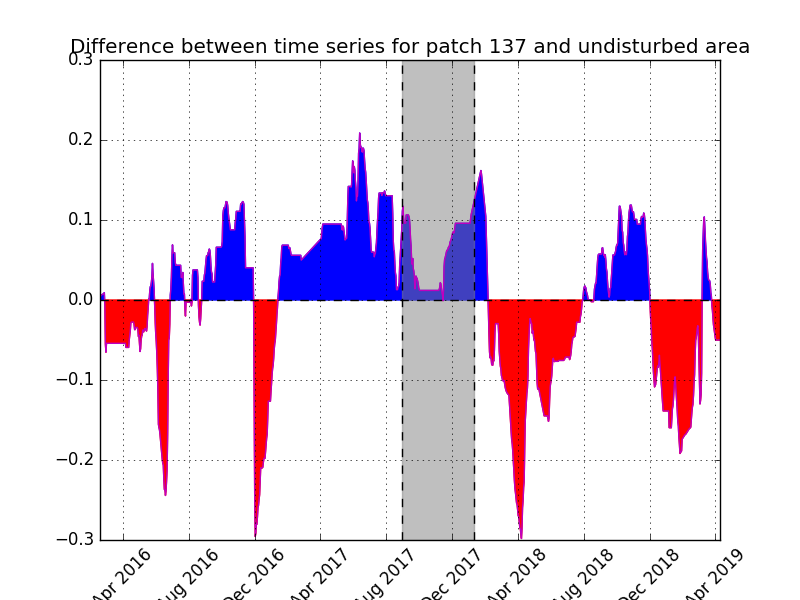 Difference between time series for patch 137 and undisturbed area
0.3
0.2
0.1
0.0
−0.1
−0.2
−0.3
Apr 2016
Aug 2016
Dec 2016
Apr 2017
Aug 2017
Dec 2017
Apr 2018
Aug 2018
Dec 2018
Apr 2019